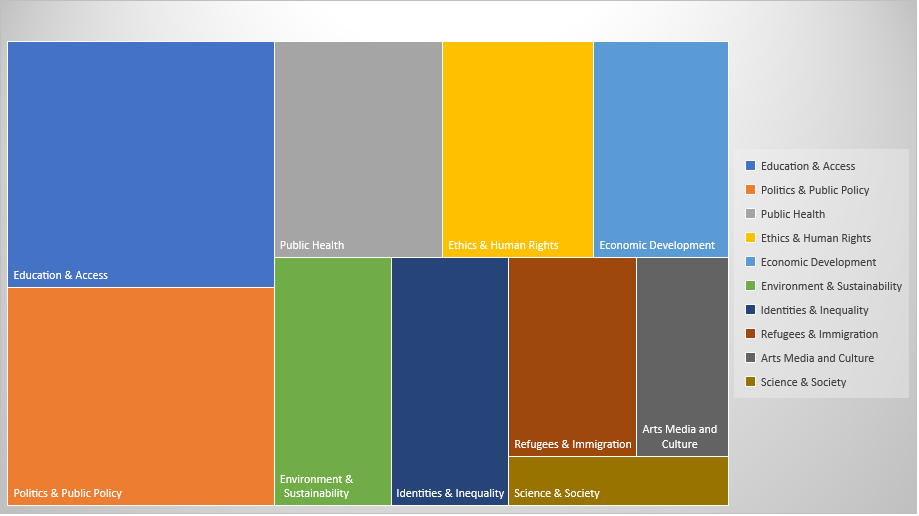 Public Health
Ethics & Human Rights
Economic Development
Education & Access
Arts Media and
Culture
Refugees & Immigration
Environment &
Sustainability
Politics & Public Policy
Identities & Inequality
Science & Society
Education & Access
Politics & Public Policy
Public Health
Ethics & Human Rights
Economic Development
Environment & Sustainability
Identities & Inequality
Refugees & Immigration
Arts Media and Culture
Science & Society